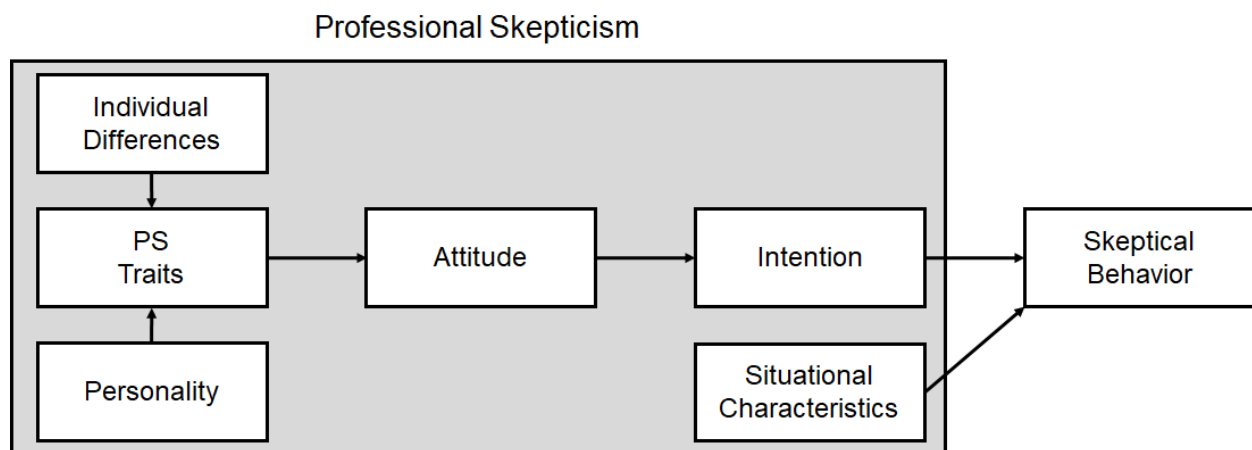 Professional Skepticism
Individual
Differences
PS
Traits
Attitude
Intention
Skeptical
Behavior
Personality
Situational
Characteristics